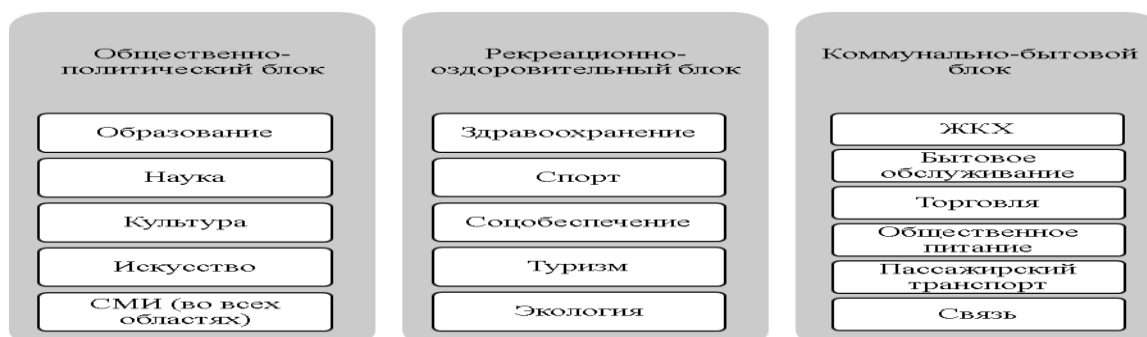 Общественно-
политический блок
Образование
Наука
Культура
Искусство
СМИ (во всех
областях)
Рекреационно-
оздоровительный блок
Здравоохранение
Спорт
Соцобеспечение
Туризм
Экология
Коммунально-бытовой
блок
ЖКХ
Бытовое
обслуживание
Торговля
Общественное
питание
Пассажирский
транспорт
Связь